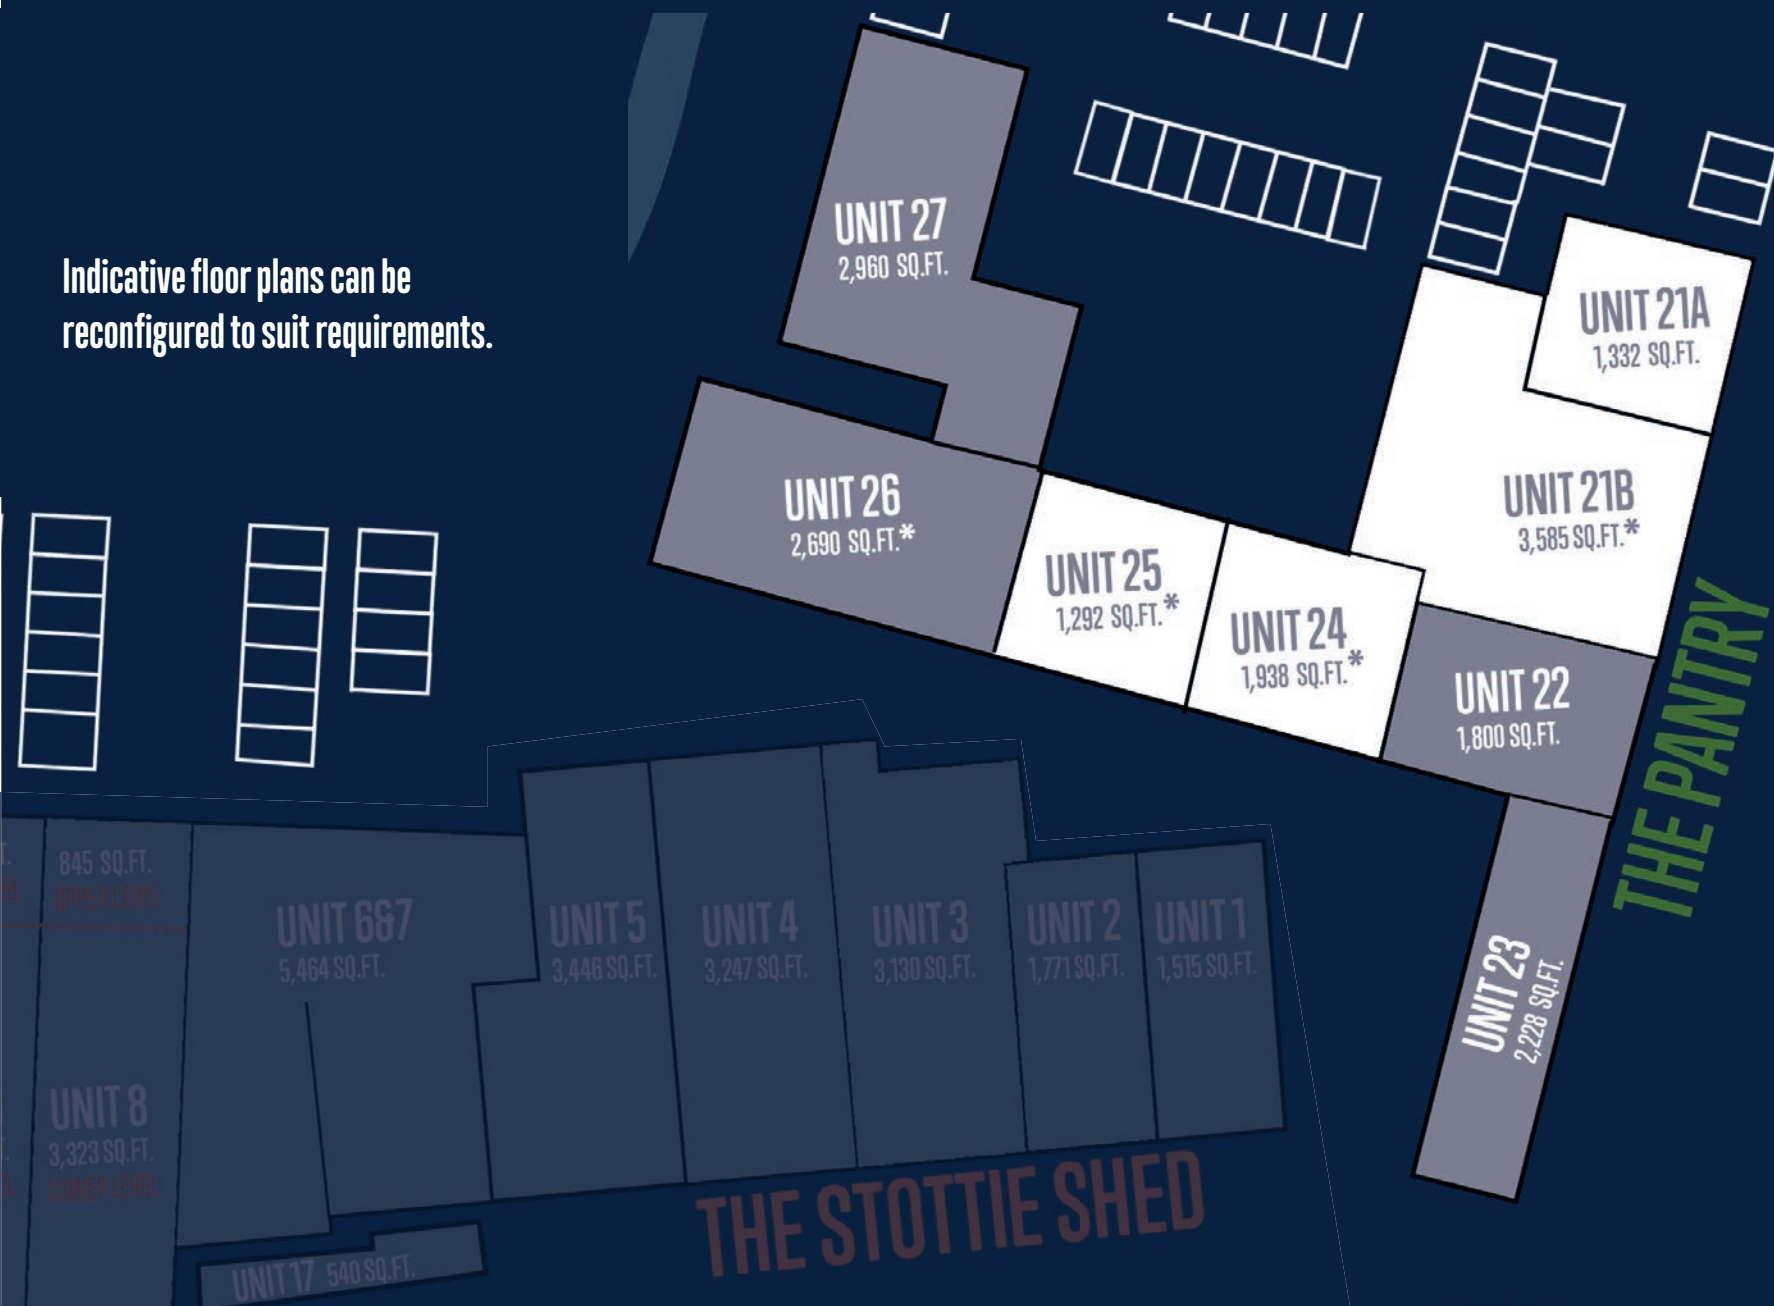 Indicative floor plans can be
reconfigured to suit requirements.
UNIT 27
2,960 SQ.FT.
UNIT 21A
1,332 SQ.FT.
UNIT 26
2,690 SQ.FT.*
UNIT 21B
3,585 SQ.FT.*
UNIT 25
1,292 SQ.FT.*
UNIT 24
1,938 SQ.FT.*
UNIT 22
1,800 SQ.FT.
THE PANTRY
UNIT 23
2,228 SQ.FT.
845 SQ.FT.
UPPER LEVEL
UNIT 6&7
5,464 SQ.FT.
UNIT 5
3,446 SQ.FT.
UNIT 4
3,247 SQ.FT.
UNIT 3
3,130 SQ.FT.
UNIT 2
1,771 SQ.FT.
UNIT 1
1,515 SQ.FT.
UNIT 8
3,323 SQ.FT.
LOWER LEVEL
THE STOTTIE SHED
UNIT 17 540 SQ.FT.